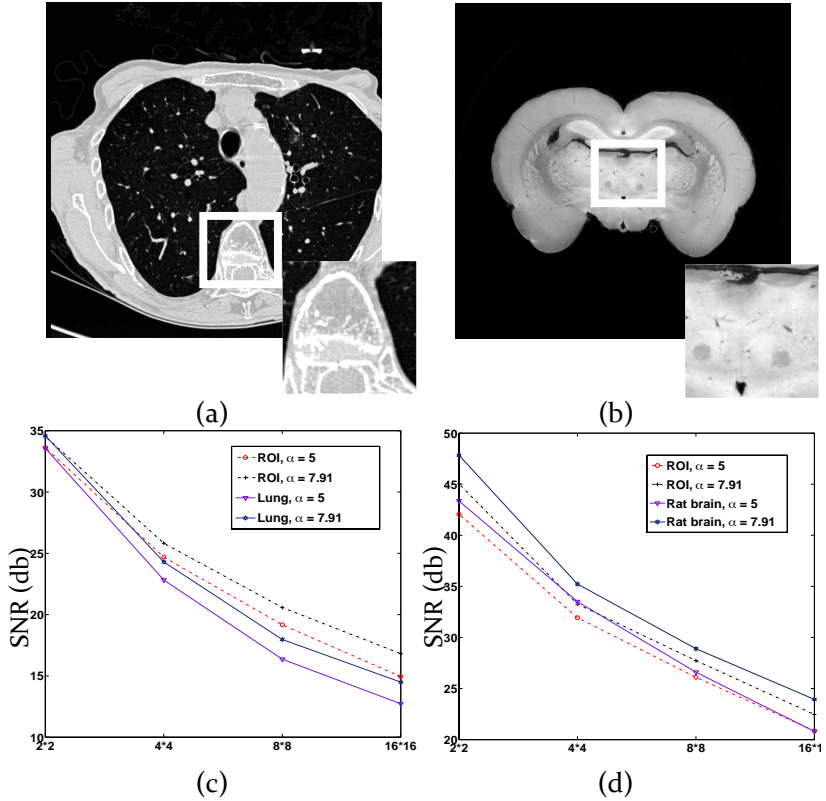 (a)
(b)
35
30
25
20
15
10
SNR (db)
ROI, α = 5
ROI, α = 7.91
Lung, α = 5
Lung, α = 7.91
2*2
4*4
8*8
16*16
(c)
50
45
40
35
30
25
20
SNR (db)
ROI, α = 5
ROI, α = 7.91
Rat brain, α = 5
Rat brain, α = 7.91
2*2
4*4
8*8
16*1
(d)